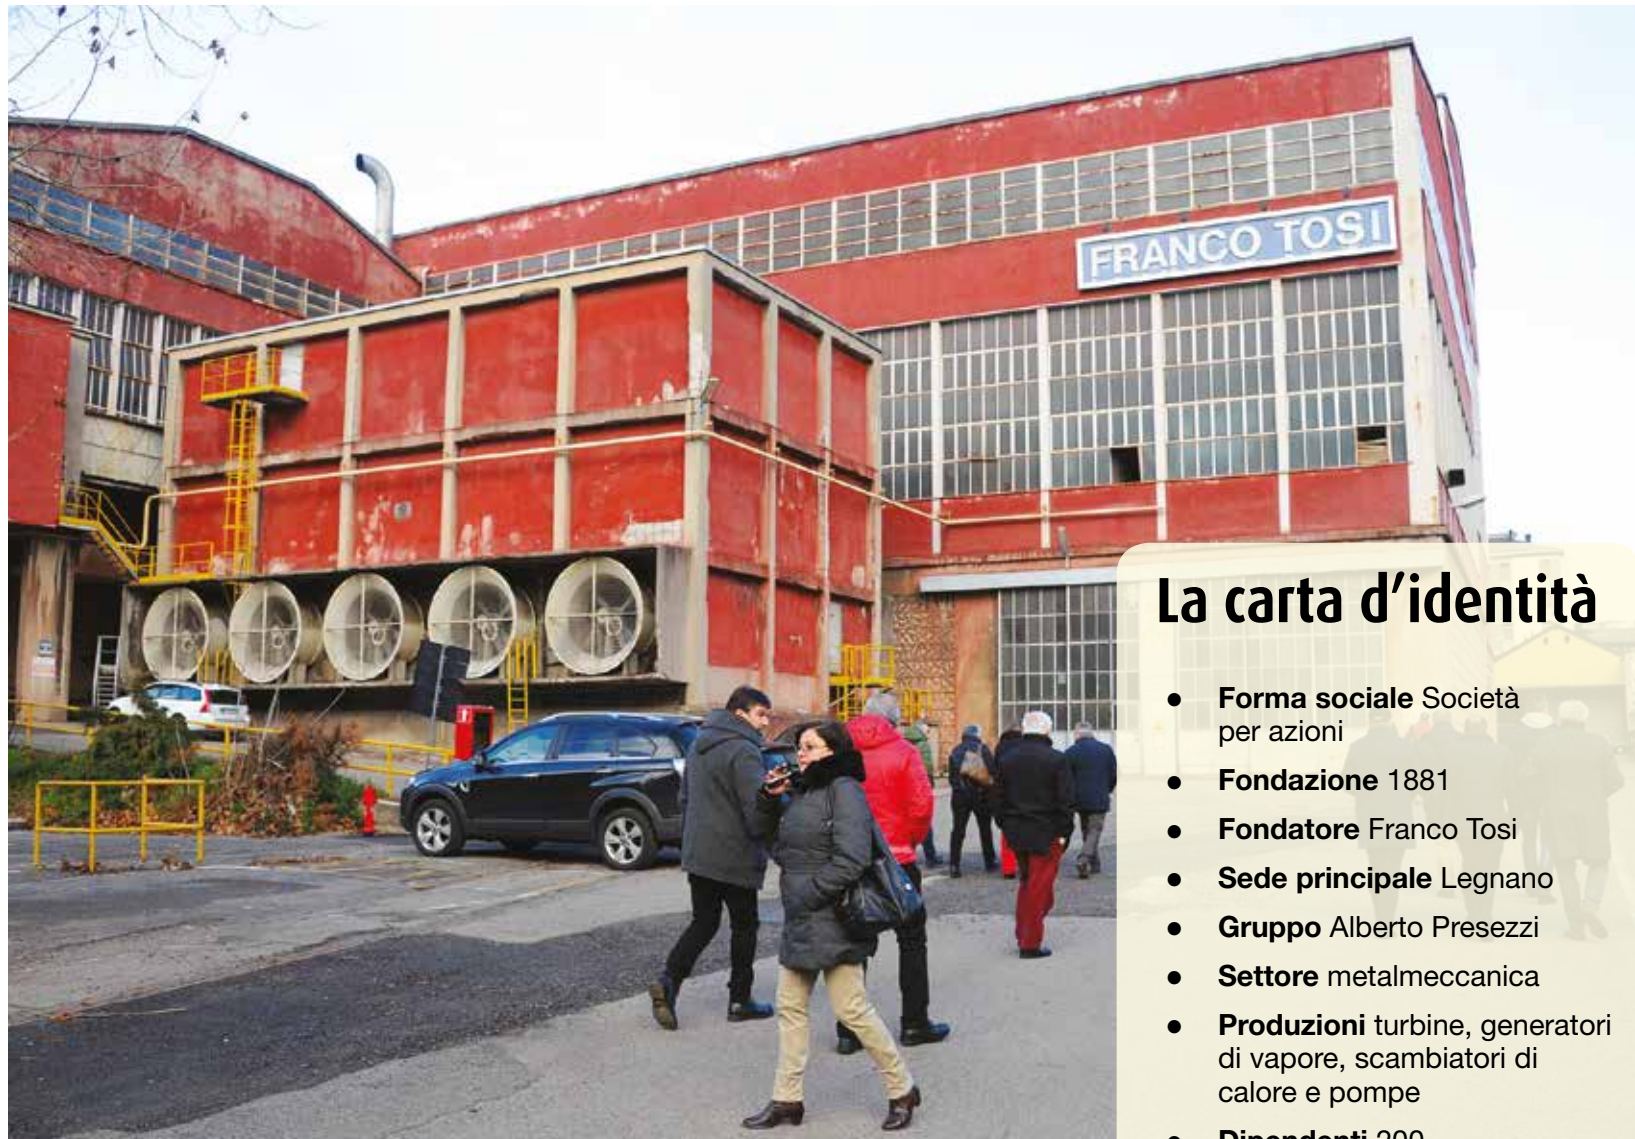 FRANCO TOSI
La carta d'identità
● Forma sociale Società
per azioni
● Fondazione 1881
● Fondatore Franco Tosi
● Sede principale Legnano
● Gruppo Alberto Presezzi
● Settore metalmeccanica
● Produzioni turbine, generatori
di vapore, scambiatori di
calore e pompe
● Dipendenti